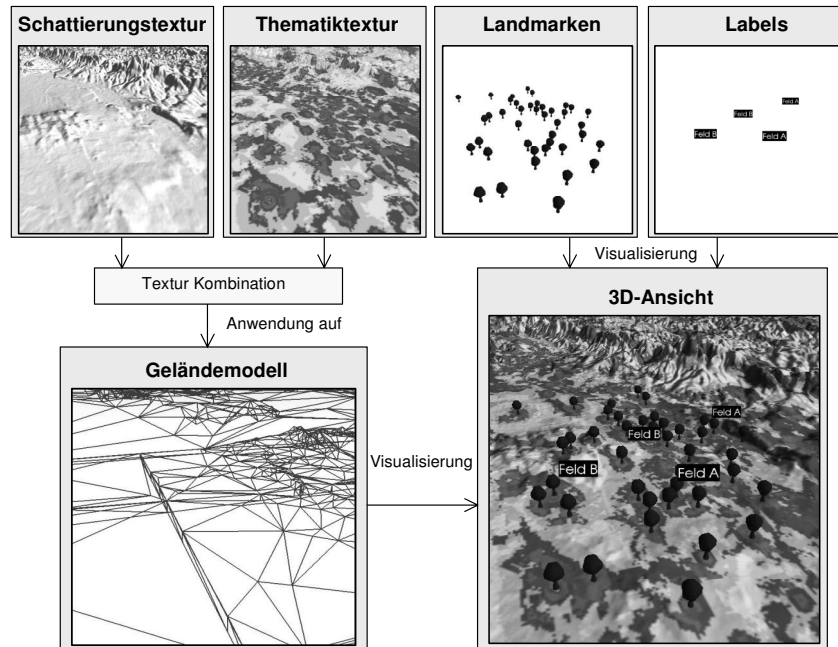 Schattierungstextur
Thematiktextur
Landmarken
Labels
Feld A
Feld B
Feld B
Feld A
Visualisierung
Textur Kombination
3D-Ansicht
Anwendung auf
Geländemodell
Visualisierung
Feld A
Feld B
Feld B
Feld A